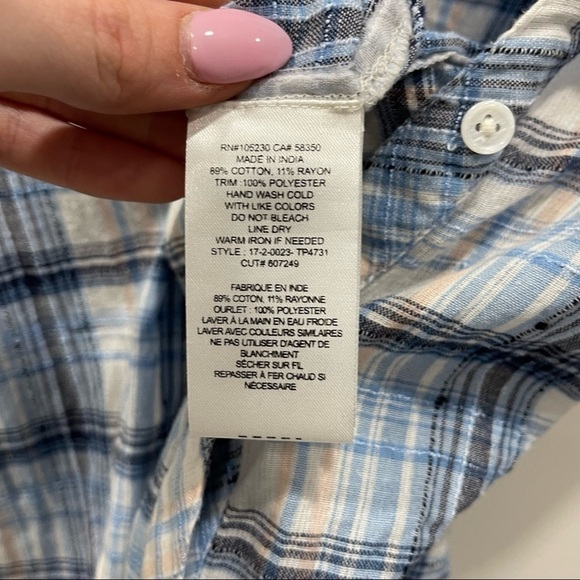 RN#105230 CA# 58350
MADE IN INDIA
89% COTTON, 11% RAYON
TRIM : 100% POLYESTER
HAND WASH COLD
WITH LIKE COLORS
DO NOT BLEACH
LINE DRY
WARM IRON IF NEEDED
STYLE : 17-2-0023- TP4731
CUT# 607249
FABRIQUE EN INDE
89% COTON, 11% RAYONNE
OURLET : 100% POLYESTER
LAVER À LA MAIN EN EAU FROIDE
LAVER AVEC COULEURS SIMILAIRES
NE PAS UTILISER D'AGENT DE
BLANCHIMENT
SÉCHER SUR FIL
REPASSER À FER CHAUD SI
NÉCESSAIRE